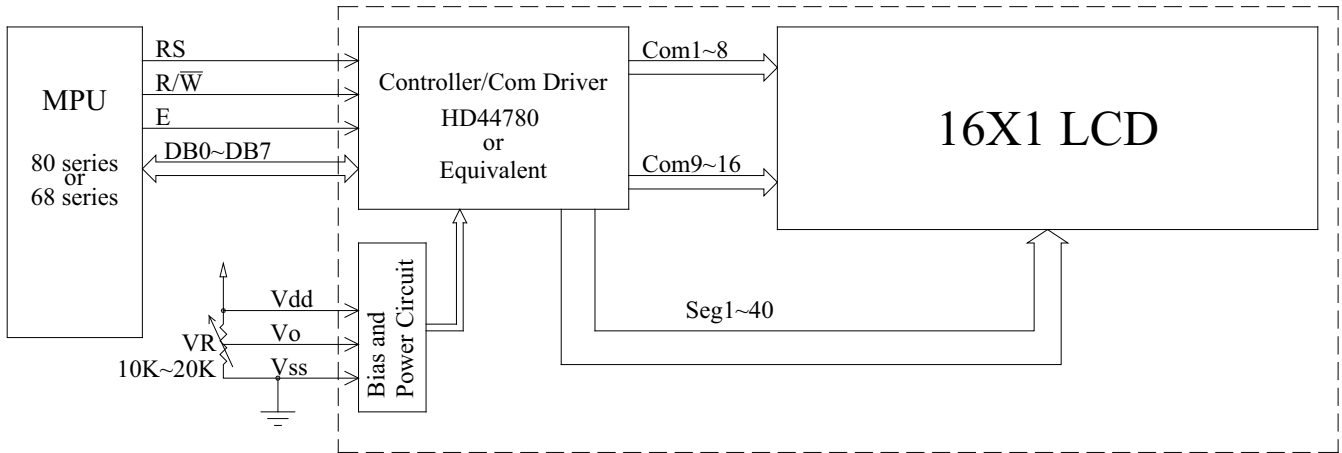 MPU
80 series
or
68 series
RS
R/W̅
E
DB0~DB7
Controller/Com Driver
HD44780
or
Equivalent
Com1~8
Com9~16
16X1 LCD
Vdd
Vo
Vss
VR
10K~20K
Bias and
Power Circuit
Seg1~40